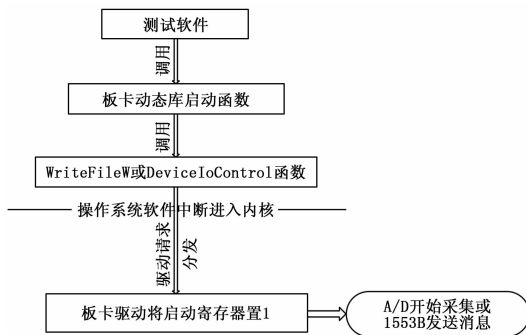 测试软件
调用
板卡动态库启动函数
调用
WriteFileW或DeviceIoControl函数
操作系统软件中断进入内核
驱动请求
分发
板卡驱动将启动寄存器置1
A/D开始采集或
1553B发送消息